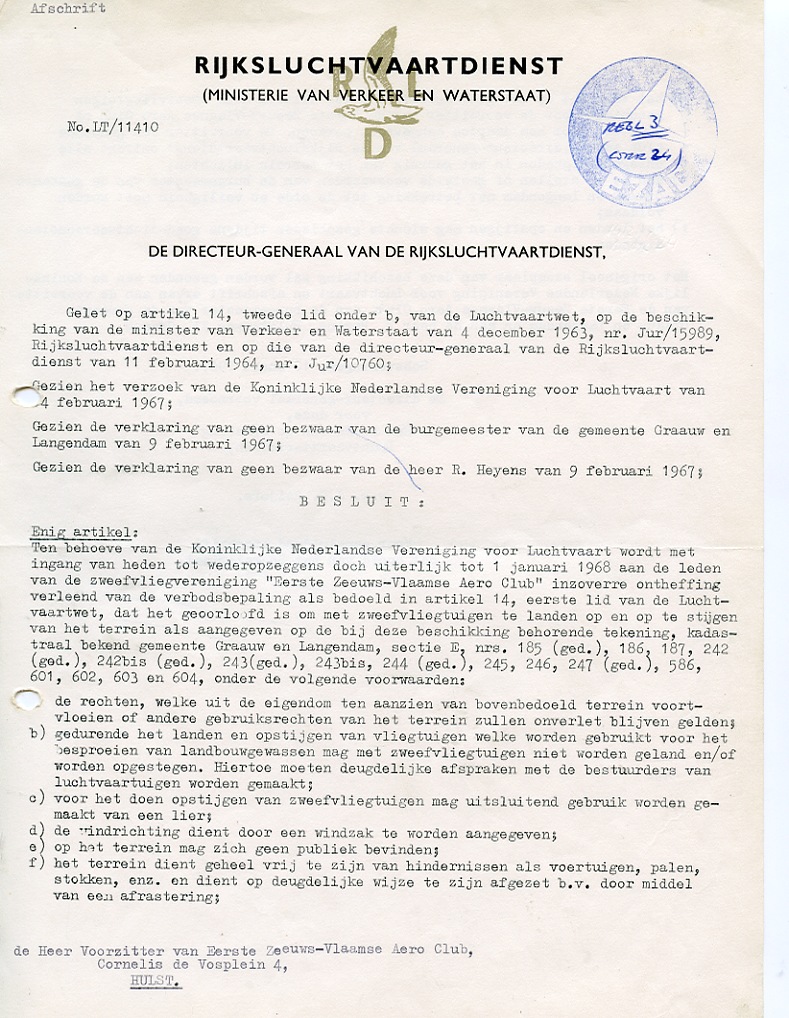 Afschrift
RIJKSLUCHTVAARTDIENST
(MINISTERIE VAN VERKEER EN WATERSTAAT)
R L
D
No.LT/11410
REGL 3
EZAC
DE DIRECTEUR-GENERAAL VAN DE RIJKSLUCHTVAARTDIENST,
Gelet op artikel 14, tweede lid onder b, van de Luchtvaartwet, op de beschik-
king van de minister van Verkeer en Waterstaat van 4 december 1963, nr. Jur/15989,
Rijksluchtvaartdienst en op die van de directeur-generaal van de Rijksluchtvaart-
dienst van 11 februari 1964, nr. Jur/10760;
Gezien het verzoek van de Koninklijke Nederlandse Vereniging voor Luchtvaart van
4 februari 1967;
Gezien de verklaring van geen bezwaar van de burgemeester van de gemeente Graauw en
Langendam van 9 februari 1967;
Gezien de verklaring van geen bezwaar van de heer R. Heyens van 9 februari 1967;
B E S L U I T :
Enig artikel:
Ten behoeve van de Koninklijke Nederlandse Vereniging voor Luchtvaart wordt met
ingang van heden tot wederopzeggens doch uiterlijk tot 1 januari 1968 aan de leden
van de zweefvliegvereniging "Eerste Zeeuws-Vlaamse Aero Club" inzoverre ontheffing
verleend van de verbodsbepaling als bedoeld in artikel 14, eerste lid van de Lucht-
vaartwet, dat het geoorloofd is om met zweefvliegtuigen te landen op en op te stijgen
van het terrein als aangegeven op de bij deze beschikking behorende tekening, kadas-
traal bekend gemeente Graauw en Langendam, sectie E, nrs. 185 (ged.), 186, 187, 242
(ged.), 242bis (ged.), 243(ged.), 243bis, 244 (ged.), 245, 246, 247 (ged.), 586,
601, 602, 603 en 604, onder de volgende voorwaarden:
de rechten, welke uit de eigendom ten aanzien van bovenbedoeld terrein voort-
vloeien of andere gebruiksrechten van het terrein zullen onverlet blijven gelden;
b) gedurende het landen en opstijgen van vliegtuigen welke worden gebruikt voor het
besproeien van landbouwgewassen mag met zweefvliegtuigen niet worden geland en/of
worden opgestegen. Hiertoe moeten deugdelijke afspraken met de bestuurders van
luchtvaartuigen worden gemaakt;
c) voor het doen opstijgen van zweefvliegtuigen mag uitsluitend gebruik worden ge-
maakt van een lier;
d) de windrichting dient door een windzak te worden aangegeven;
e) op het terrein mag zich geen publiek bevinden;
f) het terrein dient geheel vrij te zijn van hindernissen als voertuigen, palen,
stokken, enz. en dient op deugdelijke wijze te zijn afgezet b.v. door middel
van een afrastering;
de Heer Voorzitter van Eerste Zeeuws-Vlaamse Aero Club,
Cornelis de Vosplein 4,
HULST.